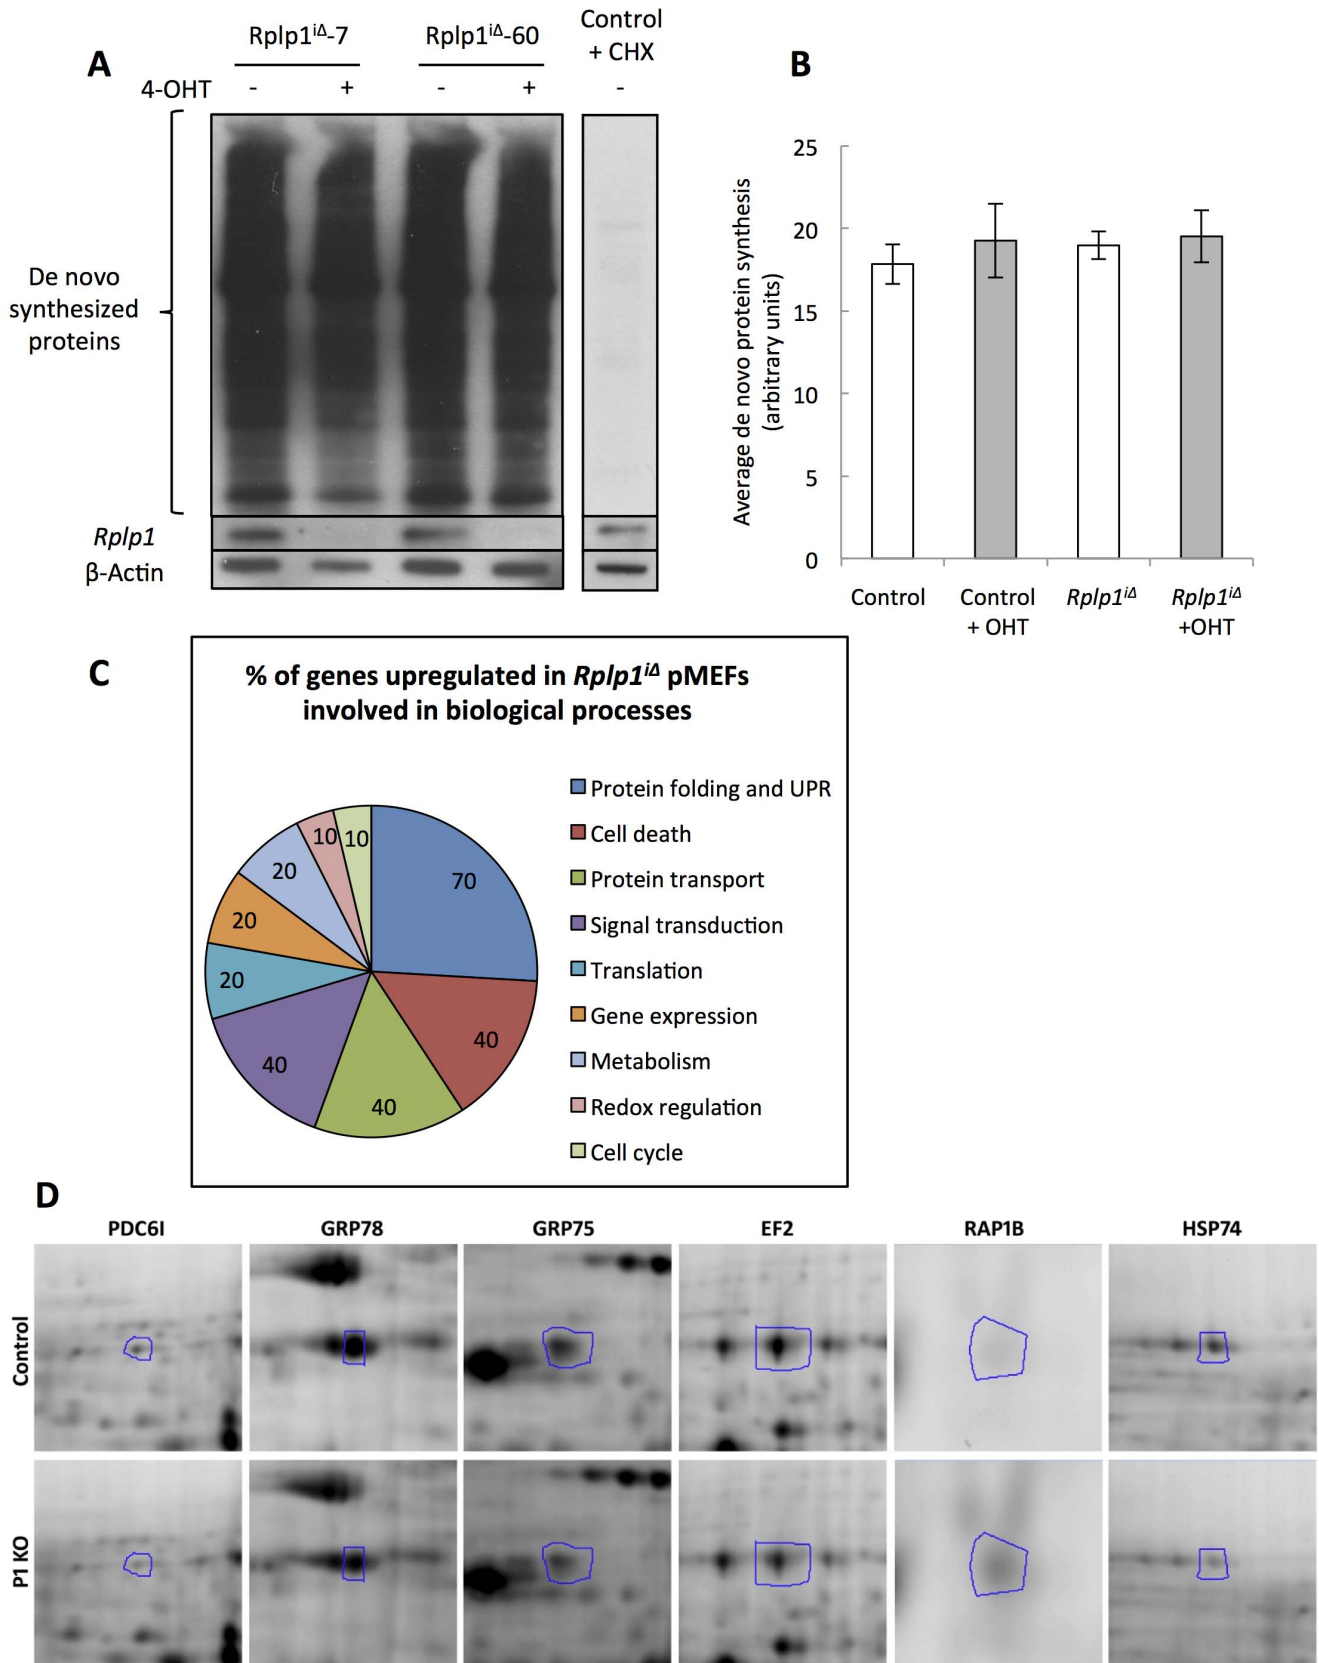 A
Rplp1iΔ-7
Rplp1iΔ-60
Control
+ CHX
4-OHT
-
+
-
+
-
De novo
synthesized
proteins
Rplp1
β-Actin
B
Average de novo protein synthesis
(arbitrary units)
25
20
15
10
5
0
Control
Control
+ OHT
Rplp1iΔ
Rplp1iΔ
+OHT
C
% of genes upregulated in Rplp1iΔ pMEFs
involved in biological processes
70
40
40
40
20
20
20
10
10
Protein folding and UPR
Cell death
Protein transport
Signal transduction
Translation
Gene expression
Metabolism
Redox regulation
Cell cycle
D
PDC6I
GRP78
GRP75
EF2
RAP1B
HSP74
Control
P1 KO